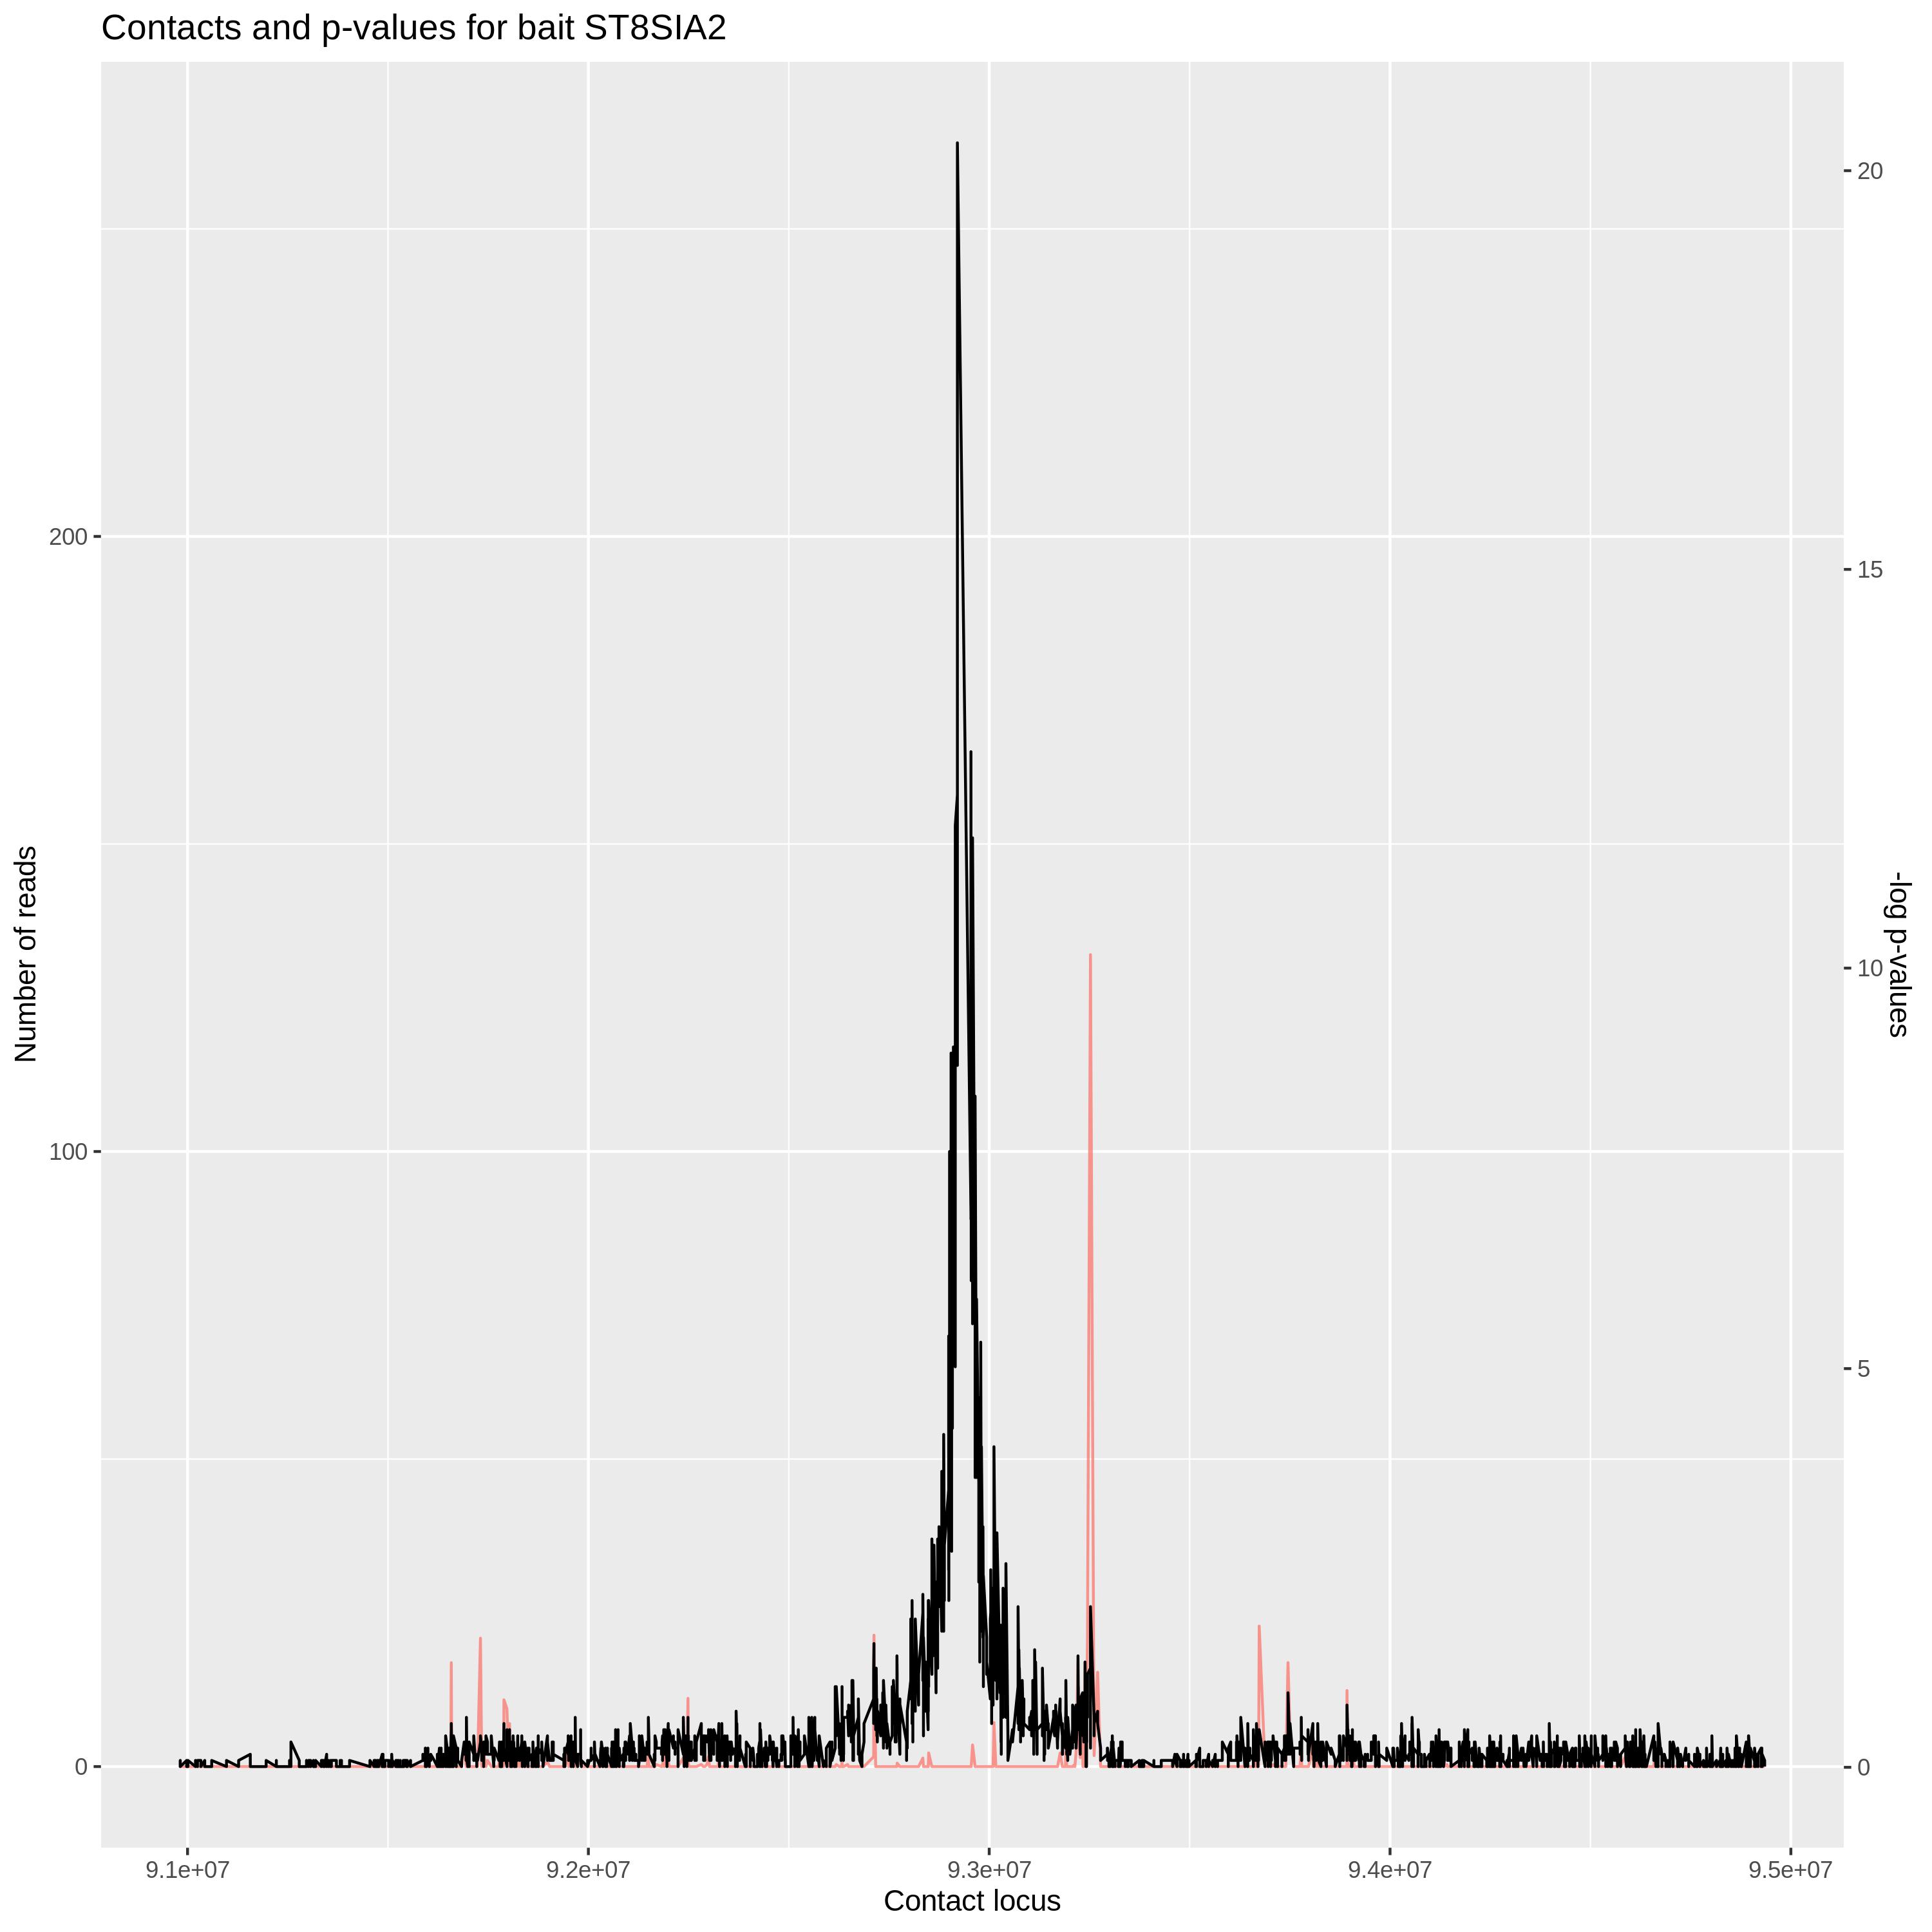 Contacts and p-values for bait ST8SIA2
20
200
15
Number of reads
-log p-values
10
100
5
0
0
9.1e+07
9.2e+07
9.3e+07
9.4e+07
9.5e+07
Contact locus